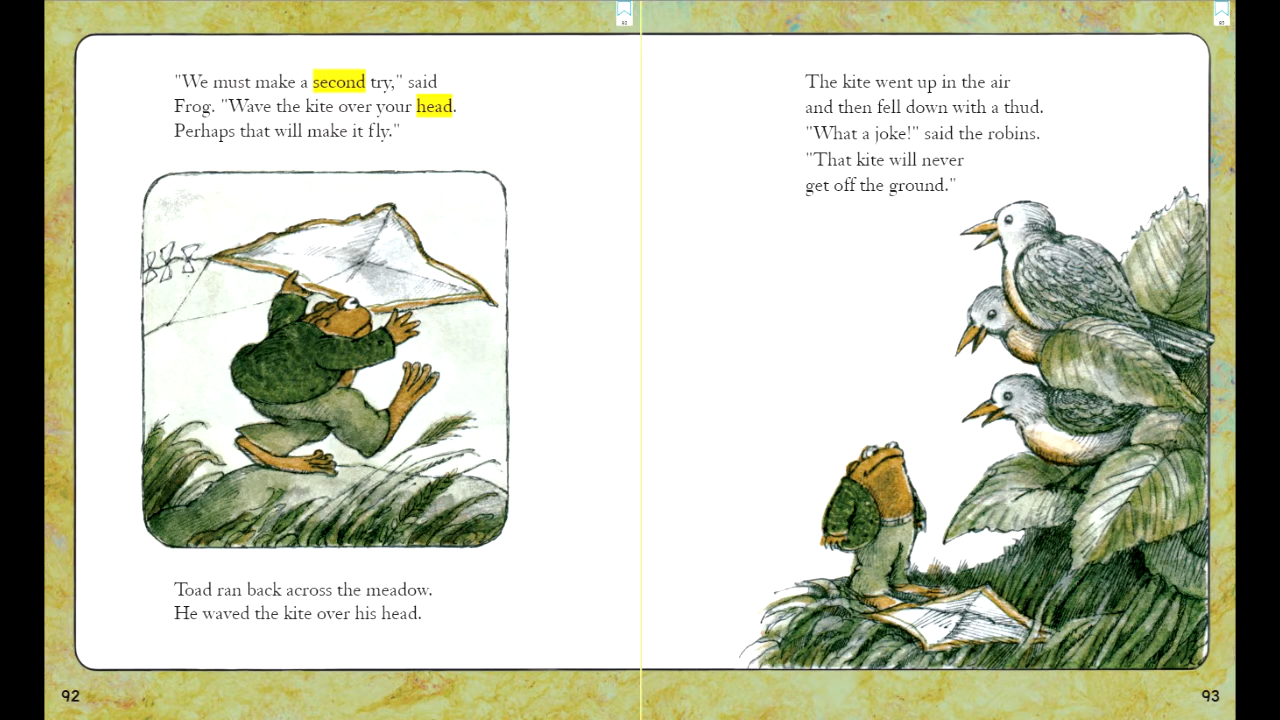 "We must make a second try," said
Frog. "Wave the kite over your head.
Perhaps that will make it fly."
Toad ran back across the meadow.
He waved the kite over his head.
92
The kite went up in the air
and then fell down with a thud.
"What a joke!" said the robins.
"That kite will never
get off the ground."
93